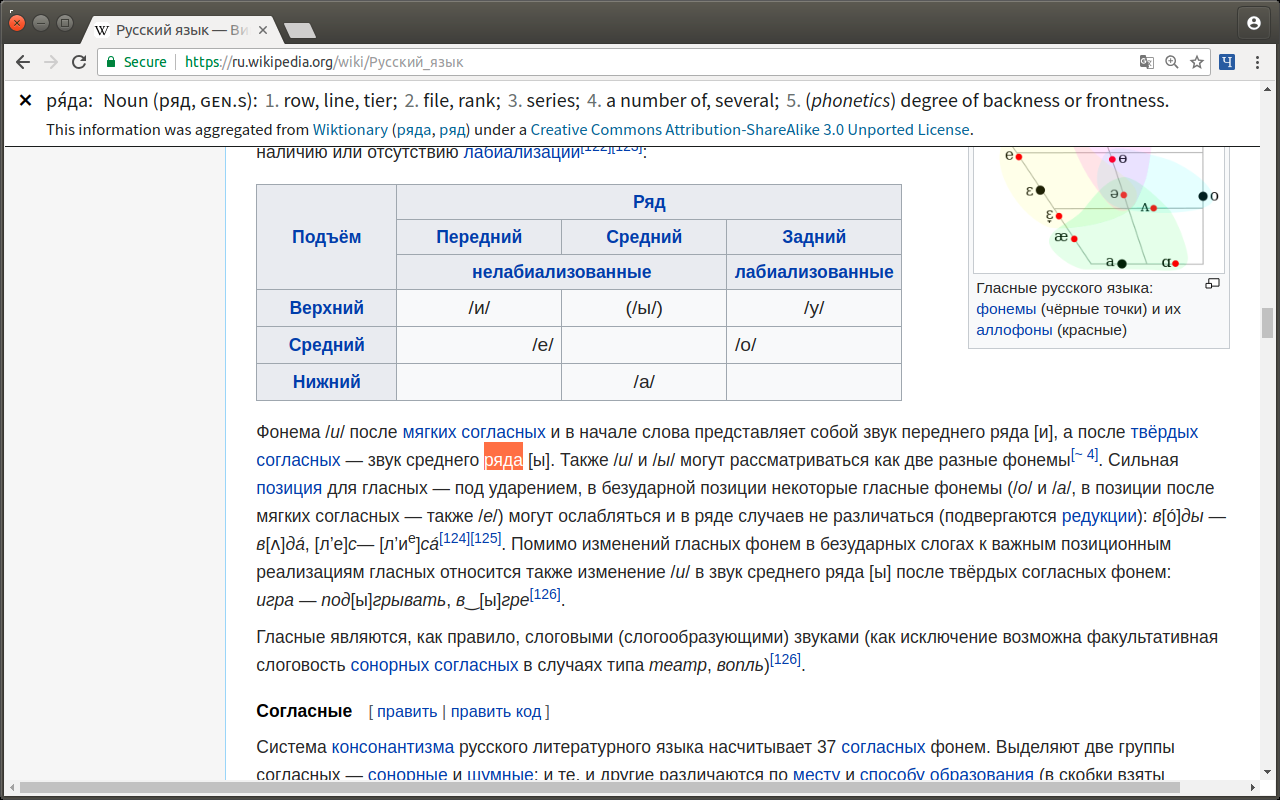 Русский язык — Ви
Secure https://ru.wikipedia.org/wiki/Русский_язык
Ч
× ря́да: Noun (ряд, GEN.S): 1. row, line, tier; 2. file, rank; 3. series; 4. a number of, several; 5. (phonetics) degree of backness or frontness.
This information was aggregated from Wiktionary (ряда, ряд) under a Creative Commons Attribution-ShareAlike 3.0 Unported License.
наличию или отсутствию лабиализации[122][123]:
Подъём Ряд
Передний Средний Задний
нелабиализованные лабиализованные
Верхний /и/ (/ы/) /у/
Средний /е/ /о/
Нижний /а/
e ɵ
ɛ ə o
ɛ̝ ʌ
æ
a ɑ
Гласные русского языка:
фонемы (чёрные точки) и их
аллофоны (красные)
Фонема /и/ после мягких согласных и в начале слова представляет собой звук переднего ряда [и], а после твёрдых
согласных — звук среднего ряда [ы]. Также /и/ и /ы/ могут рассматриваться как две разные фонемы[~ 4]. Сильная
позиция для гласных — под ударением, в безударной позиции некоторые гласные фонемы (/о/ и /а/, в позиции после
мягких согласных — также /е/) могут ослабляться и в ряде случаев не различаться (подвергаются редукции): в[о́]ды —
в[ʌ]да́, [л’е]с— [л’иᵉ]са́[124][125]. Помимо изменений гласных фонем в безударных слогах к важным позиционным
реализациям гласных относится также изменение /и/ в звук среднего ряда [ы] после твёрдых согласных фонем:
игра — под[ы]грывать, в‿[ы]гре[126].
Гласные являются, как правило, слоговыми (слогообразующими) звуками (как исключение возможна факультативная
слоговость сонорных согласных в случаях типа театр, вопль)[126].
Согласные [ править | править код ]
Система консонантизма русского литературного языка насчитывает 37 согласных фонем. Выделяют две группы
согласных — сонорные и шумные; и те, и другие различаются по месту и способу образования (в скобки взяты